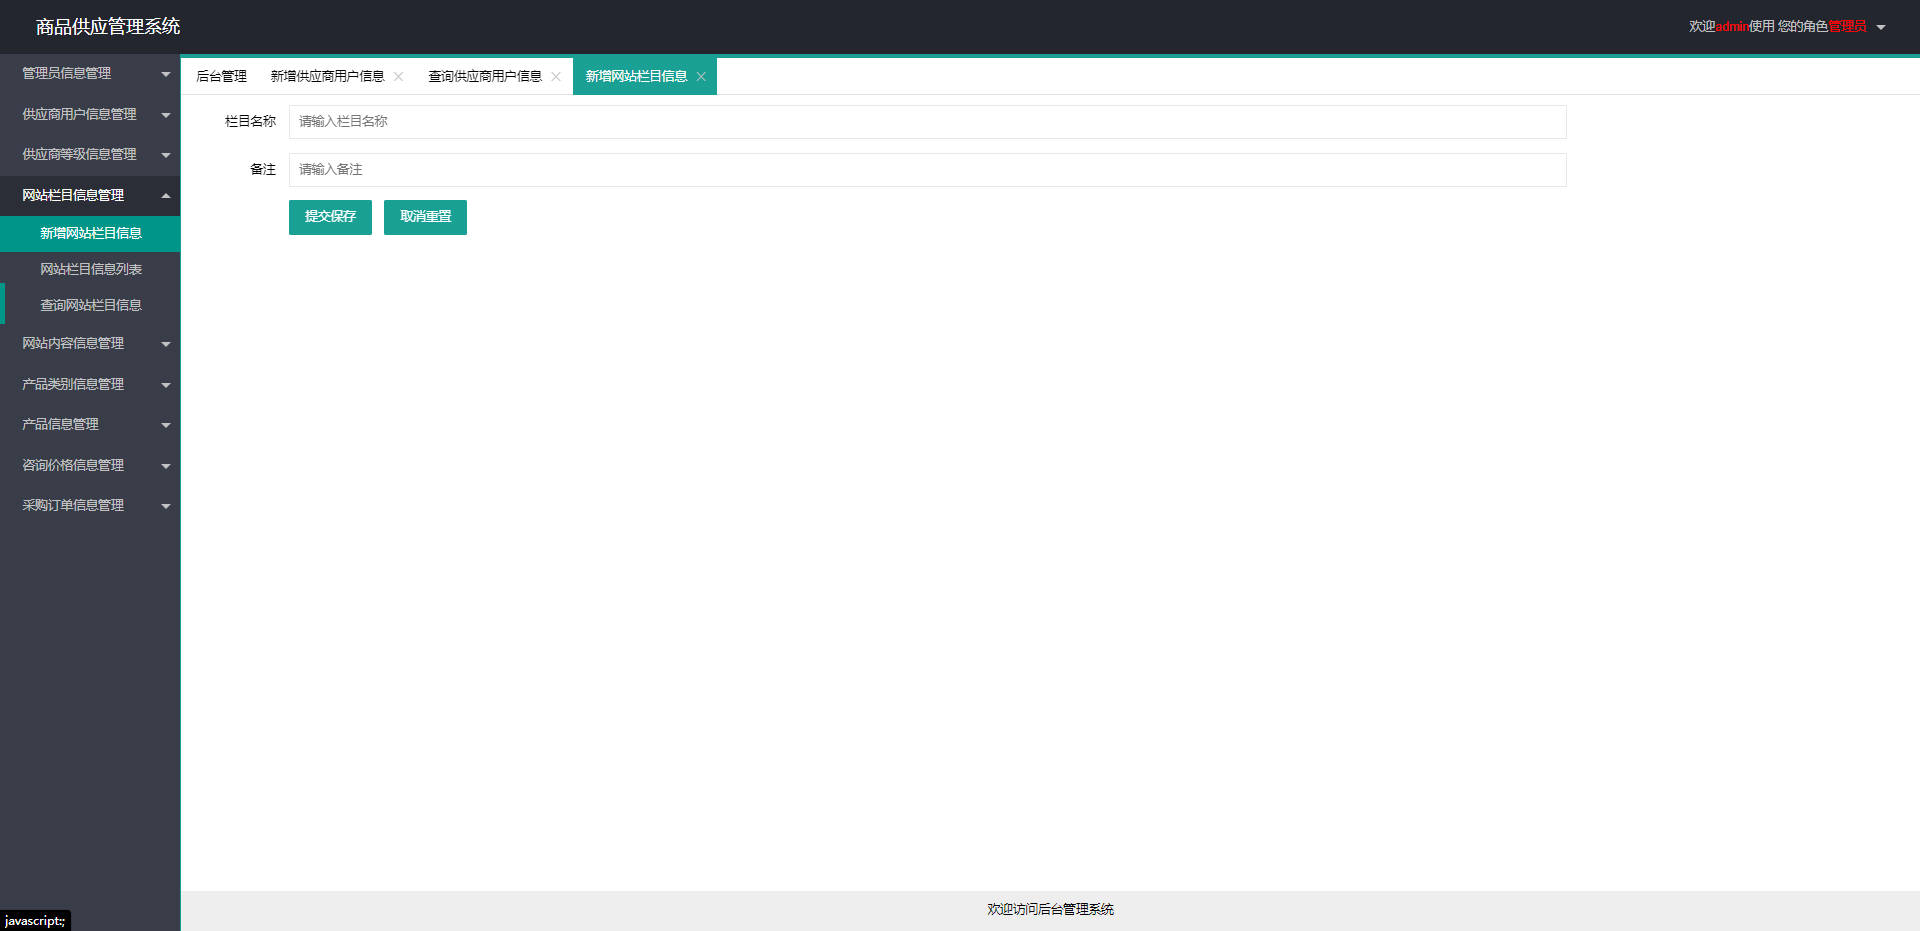 商品供应管理系统
欢迎admin使用 您的角色管理员
管理员信息管理
供应商用户信息管理
供应商等级信息管理
网站栏目信息管理
新增网站栏目信息
网站栏目信息列表
查询网站栏目信息
网站内容信息管理
产品类别信息管理
产品信息管理
咨询价格信息管理
采购订单信息管理
后台管理 新增供应商用户信息 查询供应商用户信息 新增网站栏目信息
栏目名称 请输入栏目名称
备注 请输入备注
提交保存 取消重置
欢迎访问后台管理系统
javascript:;